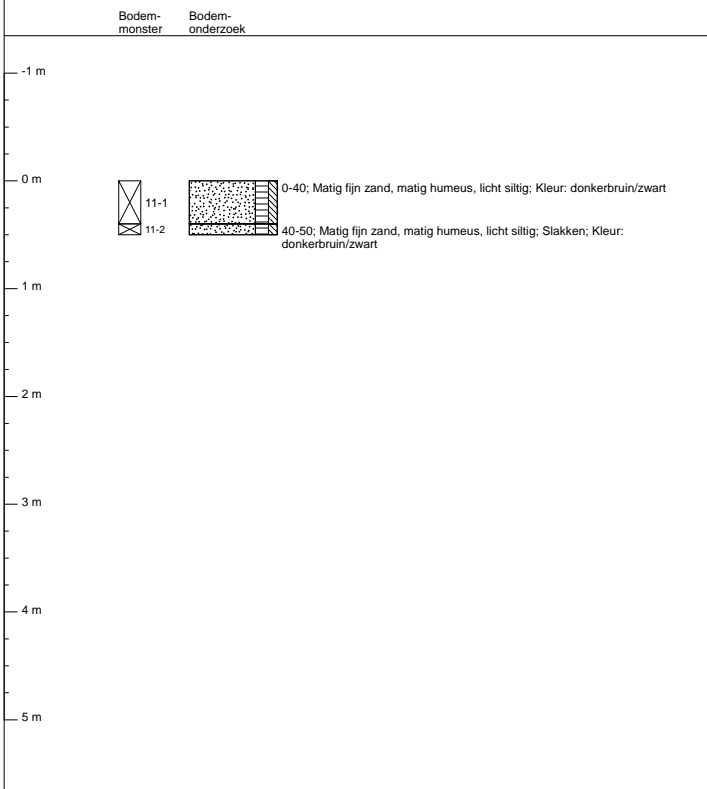 Bodem-
monster
Bodem-
onderzoek
-1 m
0 m
11-1
0-40; Matig fijn zand, matig humeus, licht siltig; Kleur: donkerbruin/zwart
11-2
40-50; Matig fijn zand, matig humeus, licht siltig; Slakken; Kleur:
donkerbruin/zwart
1 m
2 m
3 m
4 m
5 m